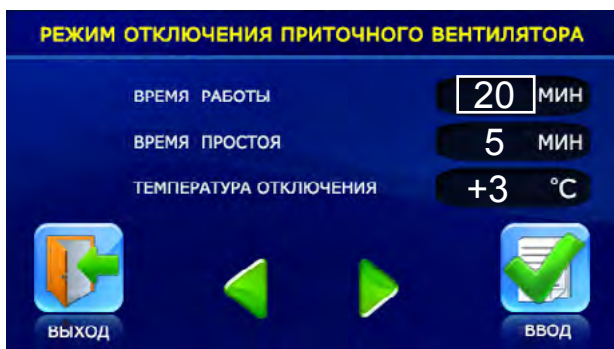 РЕЖИМ ОТКЛЮЧЕНИЯ ПРИТОЧНОГО ВЕНТИЛЯТОРА
ВРЕМЯ РАБОТЫ 20 МИН
ВРЕМЯ ПРОСТОЯ 5 МИН
ТЕМПЕРАТУРА ОТКЛЮЧЕНИЯ +3 °C
ВЫХОД ВВОД